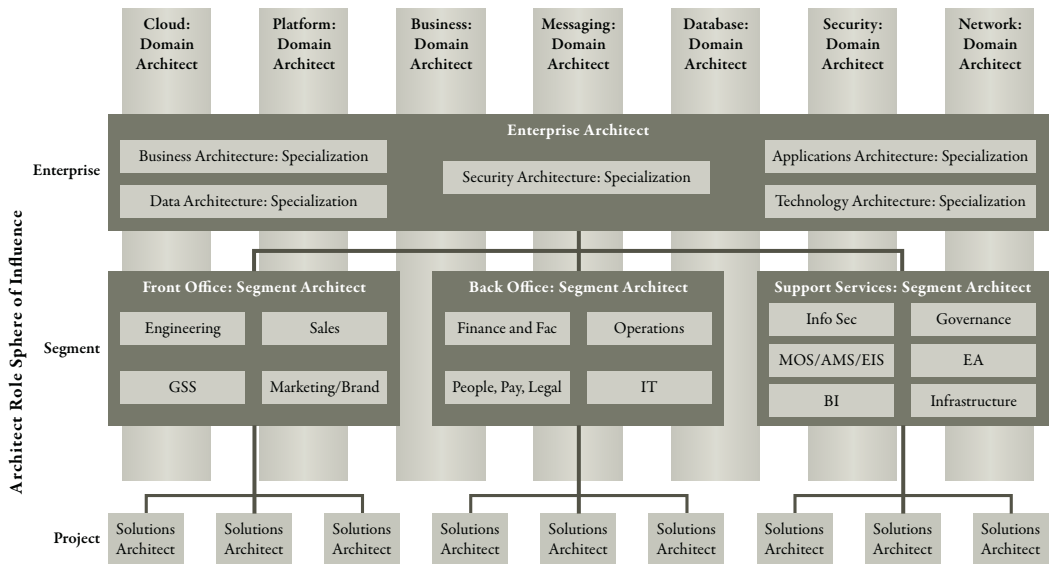 Cloud:
Domain
Architect
Platform:
Domain
Architect
Business:
Domain
Architect
Messaging:
Domain
Architect
Database:
Domain
Architect
Security:
Domain
Architect
Network:
Domain
Architect
Architect Role Sphere of Influence
Enterprise
Enterprise Architect
Business Architecture: Specialization
Data Architecture: Specialization
Security Architecture: Specialization
Applications Architecture: Specialization
Technology Architecture: Specialization
Segment
Front Office: Segment Architect
Engineering
Sales
GSS
Marketing/Brand
Back Office: Segment Architect
Finance and Fac
Operations
People, Pay, Legal
IT
Support Services: Segment Architect
Info Sec
Governance
MOS/AMS/EIS
EA
BI
Infrastructure
Project
Solutions
Architect
Solutions
Architect
Solutions
Architect
Solutions
Architect
Solutions
Architect
Solutions
Architect
Solutions
Architect
Solutions
Architect
Solutions
Architect